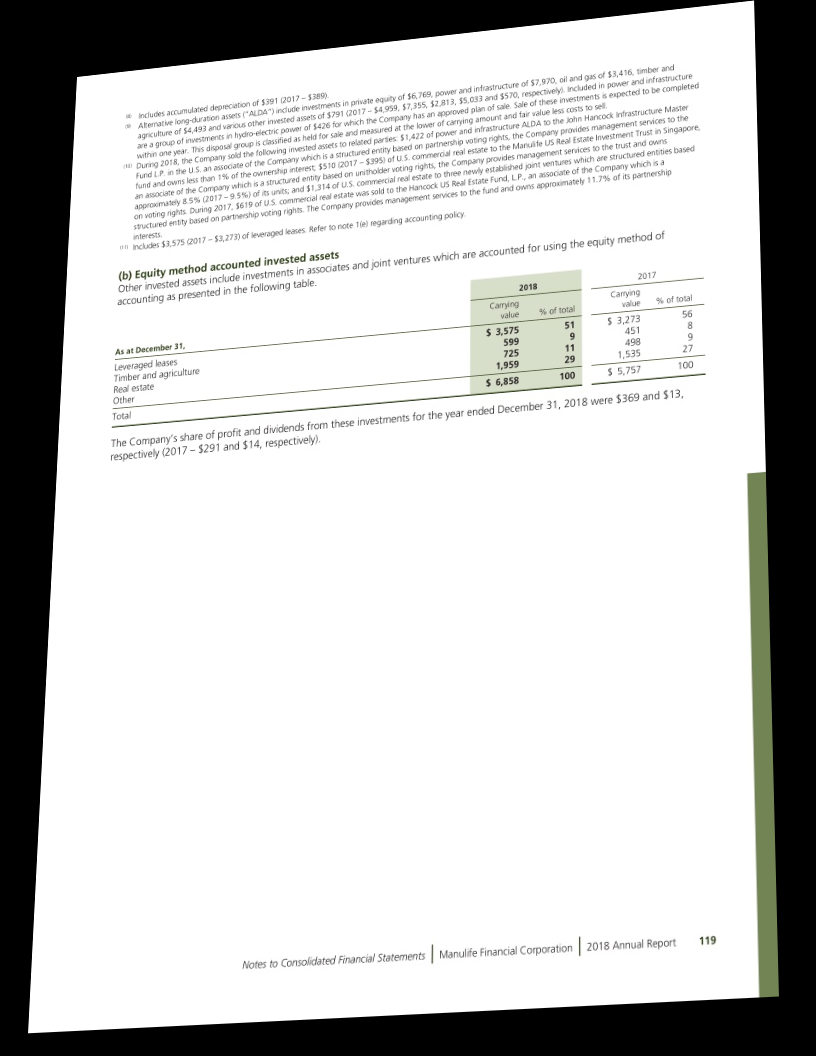 (8) Includes accumulated depreciation of $391 (2017 – $389).
(9) Alternative long-duration assets ("ALDA") include investments in private equity of $6,769, power and infrastructure of $7,970, oil and gas of $3,416, timber and
agriculture of $4,493 and various other invested assets of $791 (2017 – $4,959, $7,355, $2,813, $5,033 and $570, respectively). Included in power and infrastructure
are a group of investments in hydro-electric power of $426 for which the Company has an approved plan of sale. Sale of these investments is expected to be completed
within one year. This disposal group is classified as held for sale and measured at the lower of carrying amount and fair value less costs to sell.
(10) During 2018, the Company sold the following invested assets to related parties: $1,422 of power and infrastructure ALDA to the John Hancock Infrastructure Master
Fund L.P. in the U.S. an associate of the Company which is a structured entity based on partnership voting rights, the Company provides management services to the
fund and owns less than 1% of the ownership interest; $510 (2017 – $395) of U.S. commercial real estate to the Manulife US Real Estate Investment Trust in Singapore,
an associate of the Company which is a structured entity based on unitholder voting rights, the Company provides management services to the trust and owns
approximately 8.5% (2017 – 9.5%) of its units; and $1,314 of U.S. commercial real estate to three newly established joint ventures which are structured entities based
on voting rights. During 2017, $619 of U.S. commercial real estate was sold to the Hancock US Real Estate Fund, L.P., an associate of the Company which is a
structured entity based on partnership voting rights. The Company provides management services to the fund and owns approximately 11.7% of its partnership
interests.
(11) Includes $3,575 (2017 – $3,273) of leveraged leases. Refer to note 1(e) regarding accounting policy.
(b) Equity method accounted invested assets
Other invested assets include investments in associates and joint ventures which are accounted for using the equity method of
accounting as presented in the following table.
2018 2017
As at December 31, Carrying value % of total Carrying value % of total
Leveraged leases $ 3,575 51 $ 3,273 56
Timber and agriculture 599 9 451 8
Real estate 725 11 498 9
Other 1,959 29 1,535 27
Total $ 6,858 100 $ 5,757 100
The Company's share of profit and dividends from these investments for the year ended December 31, 2018 were $369 and $13,
respectively (2017 – $291 and $14, respectively).
Notes to Consolidated Financial Statements | Manulife Financial Corporation | 2018 Annual Report 119